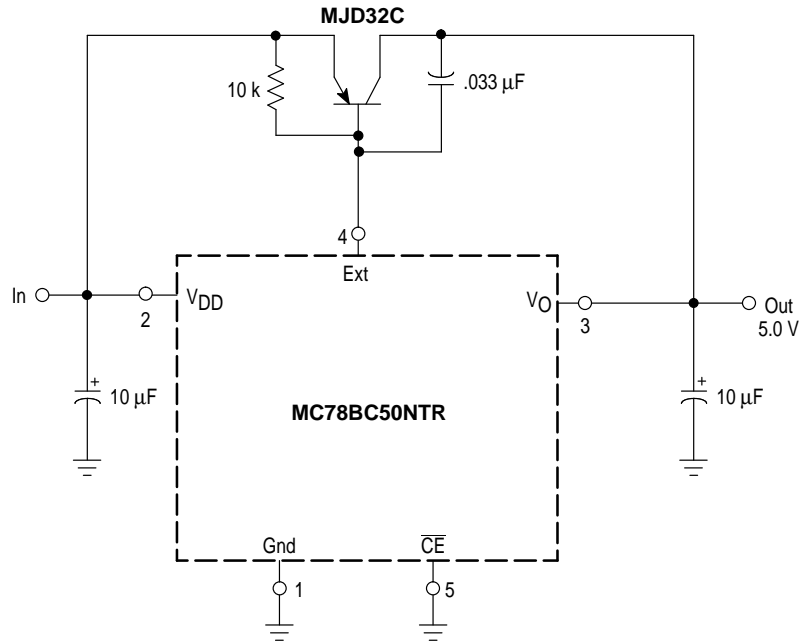 MJD32C
10 k
.033 µF
4
Ext
In
2
VDD
VO
3
Out
5.0 V
+
10 µF
MC78BC50NTR
+
10 µF
Gnd
C̅E̅
1
5